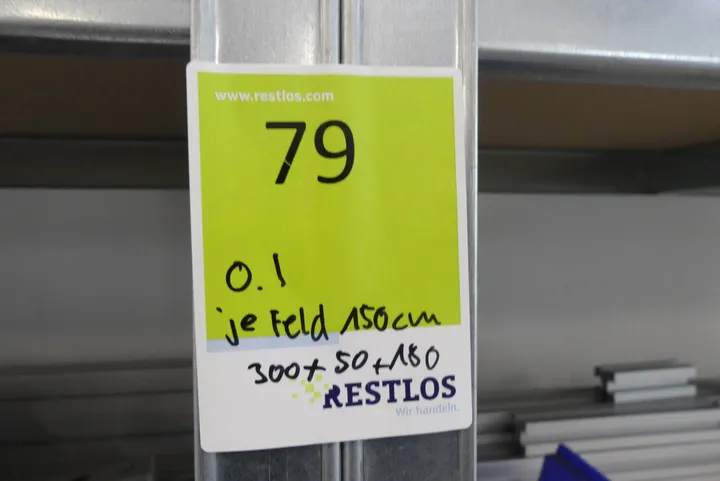 www.restlos.com
79
0.1
je Feld 150cm
300+50+180
RESTLOS
Wir handeln.